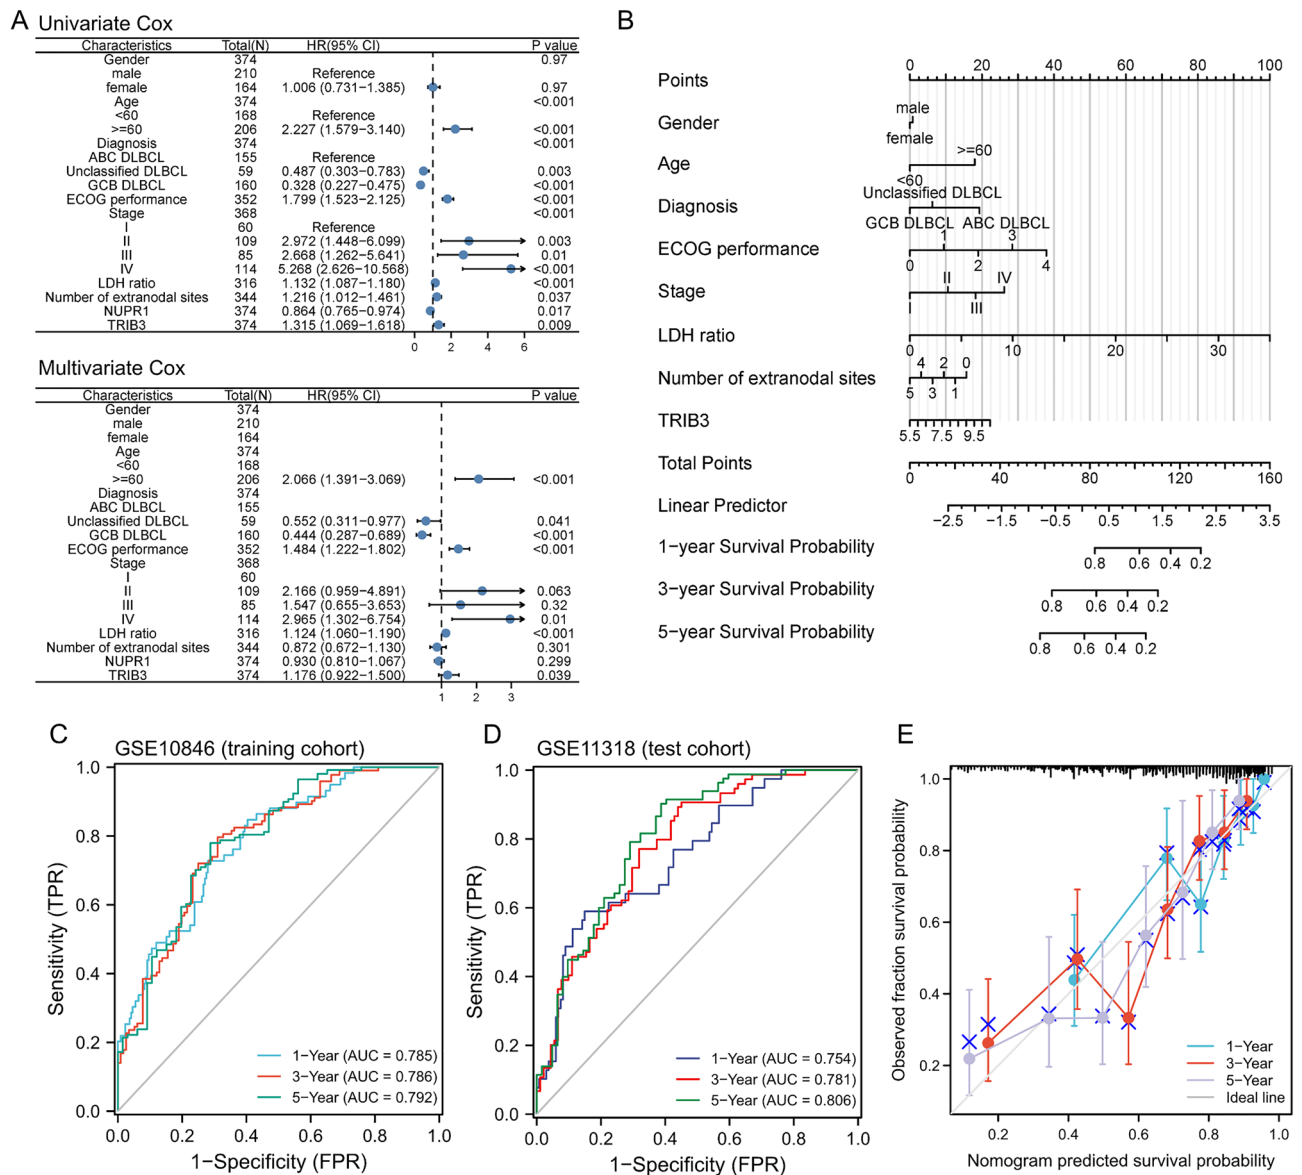 A
Univariate Cox
Characteristics Total(N) HR(95% CI) P value
Gender 374 0.97
male 210 Reference
female 164 1.006 (0.731−1.385) 0.97
Age 374 <0.001
<60 168 Reference
>=60 206 2.227 (1.579−3.140) <0.001
Diagnosis 374 <0.001
ABC DLBCL 155 Reference
Unclassified DLBCL 59 0.487 (0.303−0.783) 0.003
GCB DLBCL 160 0.328 (0.227−0.475) <0.001
ECOG performance 352 1.799 (1.523−2.125) <0.001
Stage 368 <0.001
I 60 Reference
II 109 2.972 (1.448−6.099) 0.003
III 85 2.668 (1.262−5.641) 0.01
IV 114 5.268 (2.626−10.568) <0.001
LDH ratio 316 1.132 (1.087−1.180) <0.001
Number of extranodal sites 344 1.216 (1.012−1.461) 0.037
NUPR1 374 0.864 (0.765−0.974) 0.017
TRIB3 374 1.315 (1.069−1.618) 0.009
0 2 4 6
Multivariate Cox
Characteristics Total(N) HR(95% CI) P value
Gender 374
male 210
female 164
Age 374
<60 168
>=60 206 2.066 (1.391−3.069) <0.001
Diagnosis 374
ABC DLBCL 155
Unclassified DLBCL 59 0.552 (0.311−0.977) 0.041
GCB DLBCL 160 0.444 (0.287−0.689) <0.001
ECOG performance 352 1.484 (1.222−1.802) <0.001
Stage 368
I 60
II 109 2.166 (0.959−4.891) 0.063
III 85 1.547 (0.655−3.653) 0.32
IV 114 2.965 (1.302−6.754) 0.01
LDH ratio 316 1.124 (1.060−1.190) <0.001
Number of extranodal sites 344 0.872 (0.672−1.130) 0.301
NUPR1 374 0.930 (0.810−1.067) 0.299
TRIB3 374 1.176 (0.922−1.500) 0.039
1 2 3
B
Points 0 20 40 60 80 100
Gender
male
female
Age
>=60
<60
Diagnosis
Unclassified DLBCL
GCB DLBCL ABC DLBCL
ECOG performance
1 3
0 2 4
Stage
II IV
I III
LDH ratio
0 10 20 30
Number of extranodal sites
4 2 0
5 3 1
TRIB3
5.5 7.5 9.5
Total Points
0 40 80 120 160
Linear Predictor
−2.5 −1.5 −0.5 0.5 1.5 2.5 3.5
1−year Survival Probability
0.8 0.6 0.4 0.2
3−year Survival Probability
0.8 0.6 0.4 0.2
5−year Survival Probability
0.8 0.6 0.4 0.2
C
GSE10846 (training cohort)
Sensitivity (TPR)
1.0
0.8
0.6
0.4
0.2
0.0
1-Year (AUC = 0.785)
3-Year (AUC = 0.786)
5-Year (AUC = 0.792)
0.0 0.2 0.4 0.6 0.8 1.0
1−Specificity (FPR)
D
GSE11318 (test cohort)
Sensitivity (TPR)
1.0
0.8
0.6
0.4
0.2
0.0
1-Year (AUC = 0.754)
3-Year (AUC = 0.781)
5-Year (AUC = 0.806)
0.0 0.2 0.4 0.6 0.8 1.0
1−Specificity (FPR)
E
Observed fraction survival probability
1.0
0.8
0.6
0.4
0.2
1-Year
3-Year
5-Year
Ideal line
0.2 0.4 0.6 0.8 1.0
Nomogram predicted survival probability